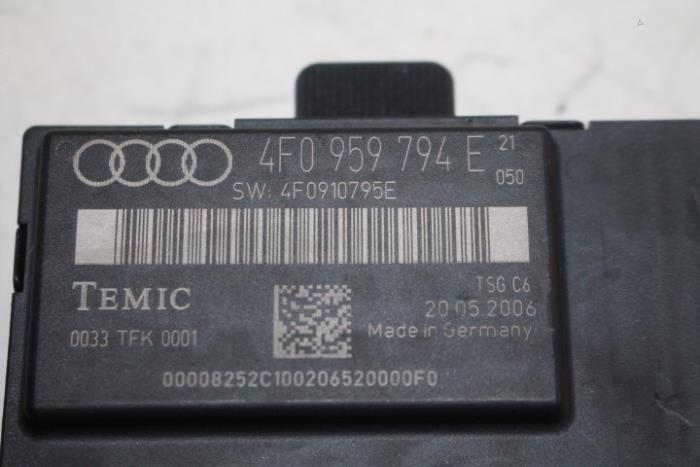 4F0 959 794 E 21
050
SW: 4F0910795E
TEMIC
TSG C6
20.05.2006
0033 TFK 0001
Made in Germany
00008252C100206520000F0